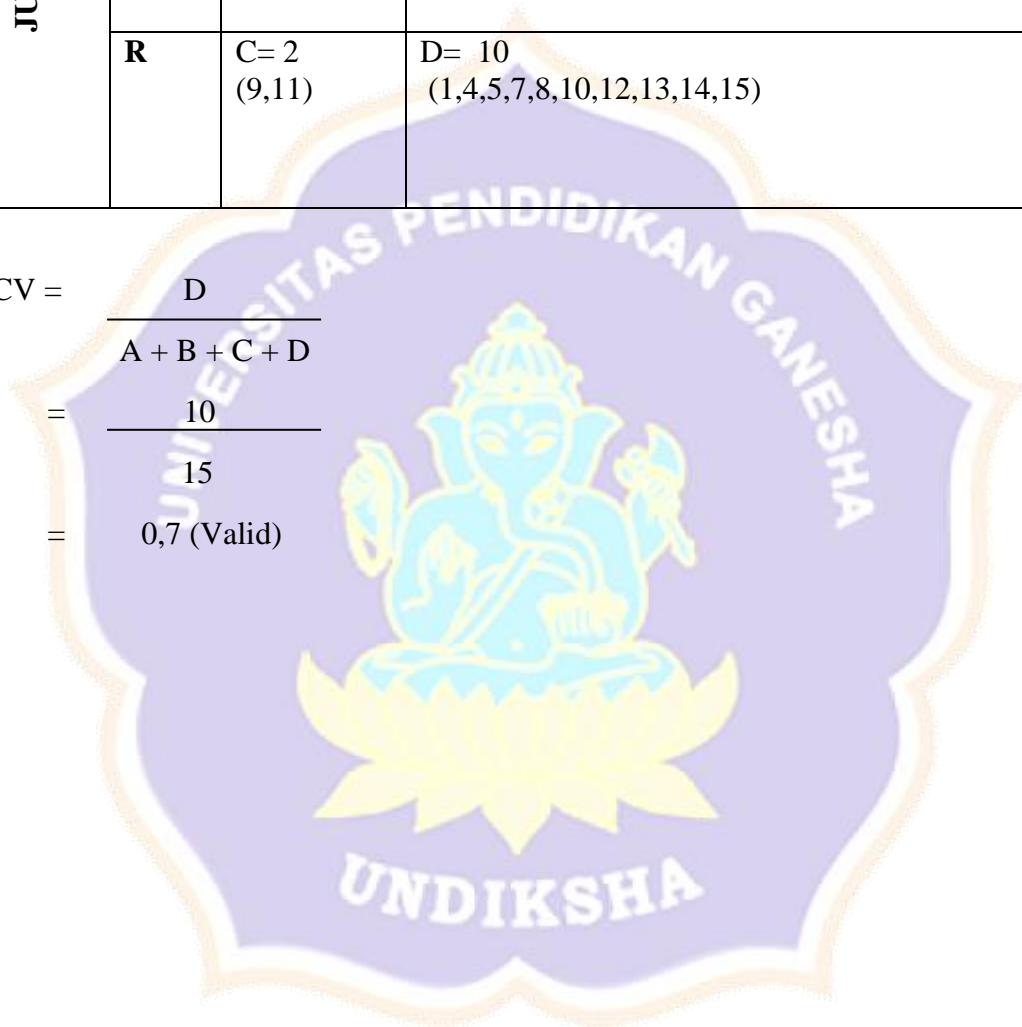 JU
R C= 2 D= 10
(9,11) (1,4,5,7,8,10,12,13,14,15)
CV = D
A + B + C + D
= 10
15
= 0,7 (Valid)
UNIVERSITAS PENDIDIKAN GANESHA
UNDIKSHA